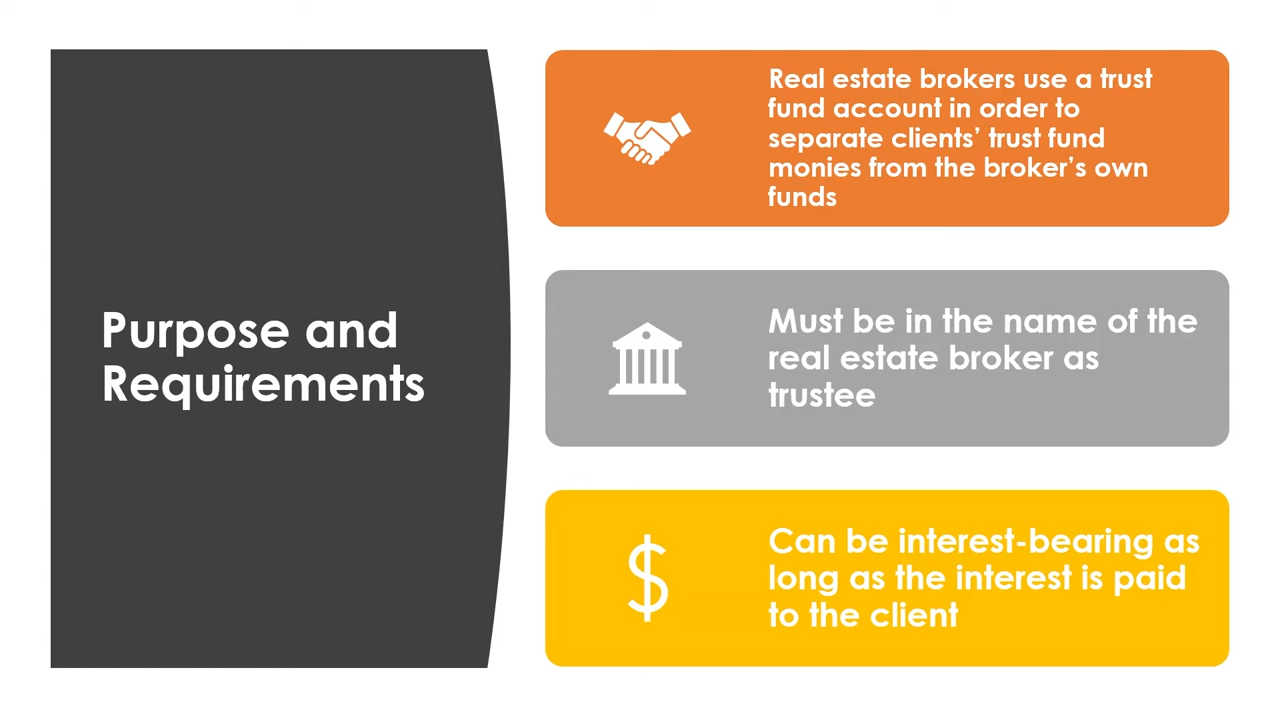 Purpose and
Requirements
Real estate brokers use a trust
fund account in order to
separate clients’ trust fund
monies from the broker’s own
funds
Must be in the name of the
real estate broker as
trustee
Can be interest-bearing as
long as the interest is paid
to the client